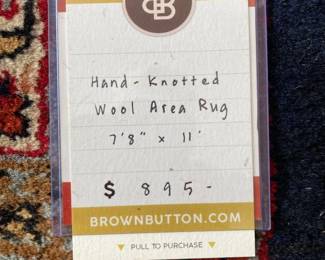 Hand-Knotted
Wool Area Rug
7'8" x 11'
$ 895-
BROWNBUTTON.COM
PULL TO PURCHASE